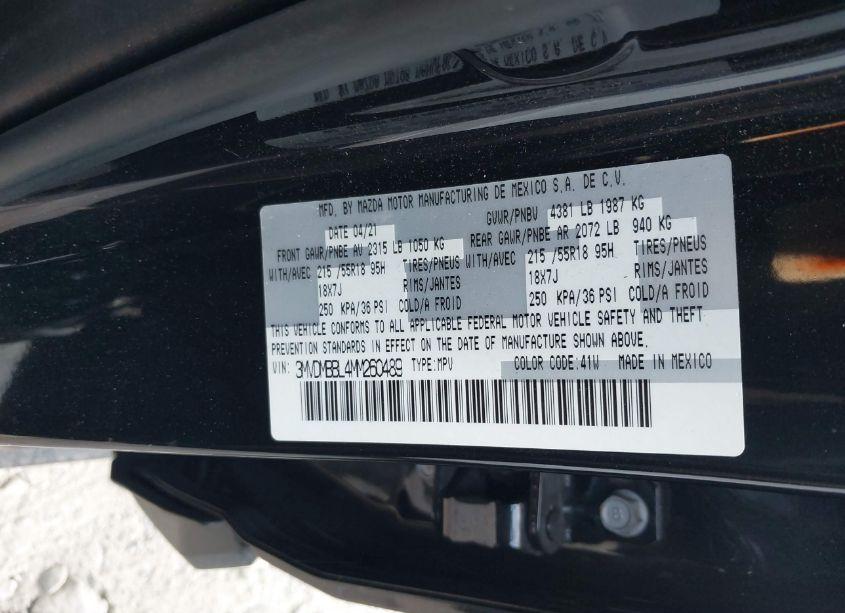 MFD. BY MAZDA MOTOR MANUFACTURING DE MEXICO S.A. DE C.V.
DATE 04/21 GVWR/PNBV 4381 LB 1987 KG
FRONT GAWR/PNBE AV 2315 LB 1050 KG REAR GAWR/PNBE AR 2072 LB 940 KG
WITH/AVEC 215 /55R18 95H TIRES/PNEUS WITH/AVEC 215 /55R18 95H TIRES/PNEUS
18X7J RIMS/JANTES 18X7J RIMS/JANTES
250 KPA/36 PSI COLD/A FROID 250 KPA/36 PSI COLD/A FROID
THIS VEHICLE CONFORMS TO ALL APPLICABLE FEDERAL MOTOR VEHICLE SAFETY AND THEFT
PREVENTION STANDARDS IN EFFECT ON THE DATE OF MANUFACTURE SHOWN ABOVE.
VIN: 3MVDMBBL4MM260489 TYPE:MPV COLOR CODE:41W MADE IN MEXICO
8